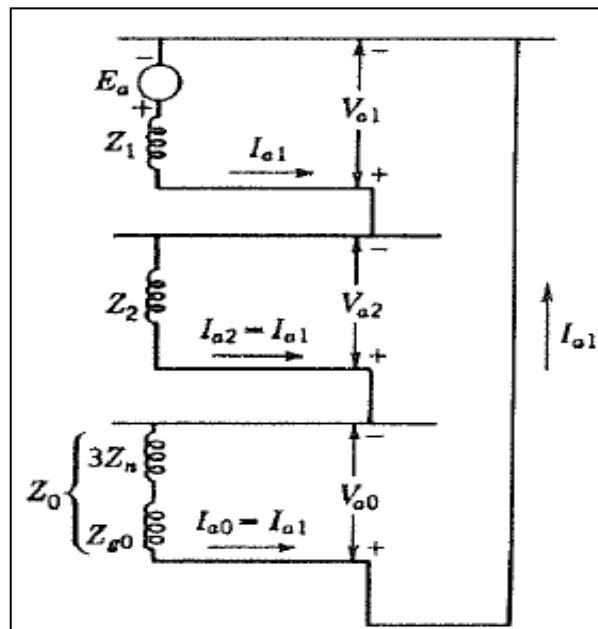 −
E_a
+
Z_1
I_a1
−
V_a1
+
Z_2
I_a2 = I_a1
−
V_a2
+
I_a1
Z_0
3Z_n
Z_g0
I_a0 = I_a1
−
V_a0
+